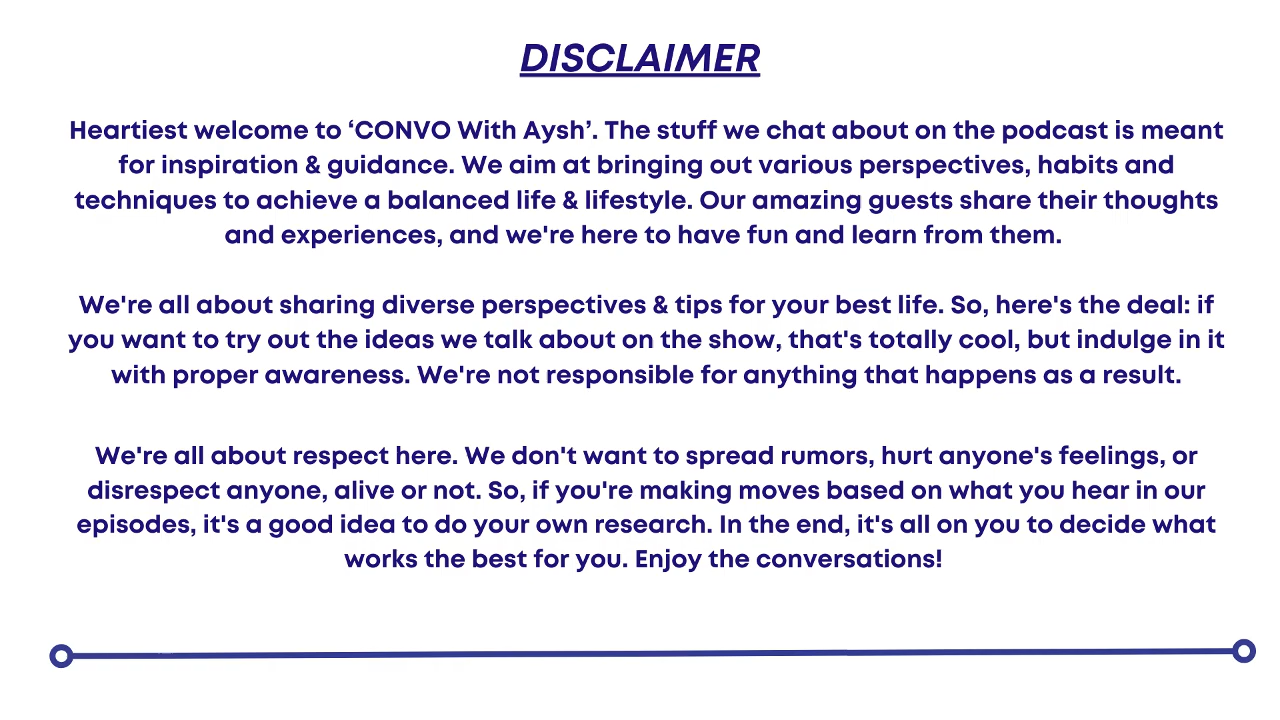 DISCLAIMER
Heartiest welcome to ‘CONVO With Aysh’. The stuff we chat about on the podcast is meant
for inspiration & guidance. We aim at bringing out various perspectives, habits and
techniques to achieve a balanced life & lifestyle. Our amazing guests share their thoughts
and experiences, and we're here to have fun and learn from them.
We're all about sharing diverse perspectives & tips for your best life. So, here's the deal: if
you want to try out the ideas we talk about on the show, that's totally cool, but indulge in it
with proper awareness. We're not responsible for anything that happens as a result.
We're all about respect here. We don't want to spread rumors, hurt anyone's feelings, or
disrespect anyone, alive or not. So, if you're making moves based on what you hear in our
episodes, it's a good idea to do your own research. In the end, it's all on you to decide what
works the best for you. Enjoy the conversations!